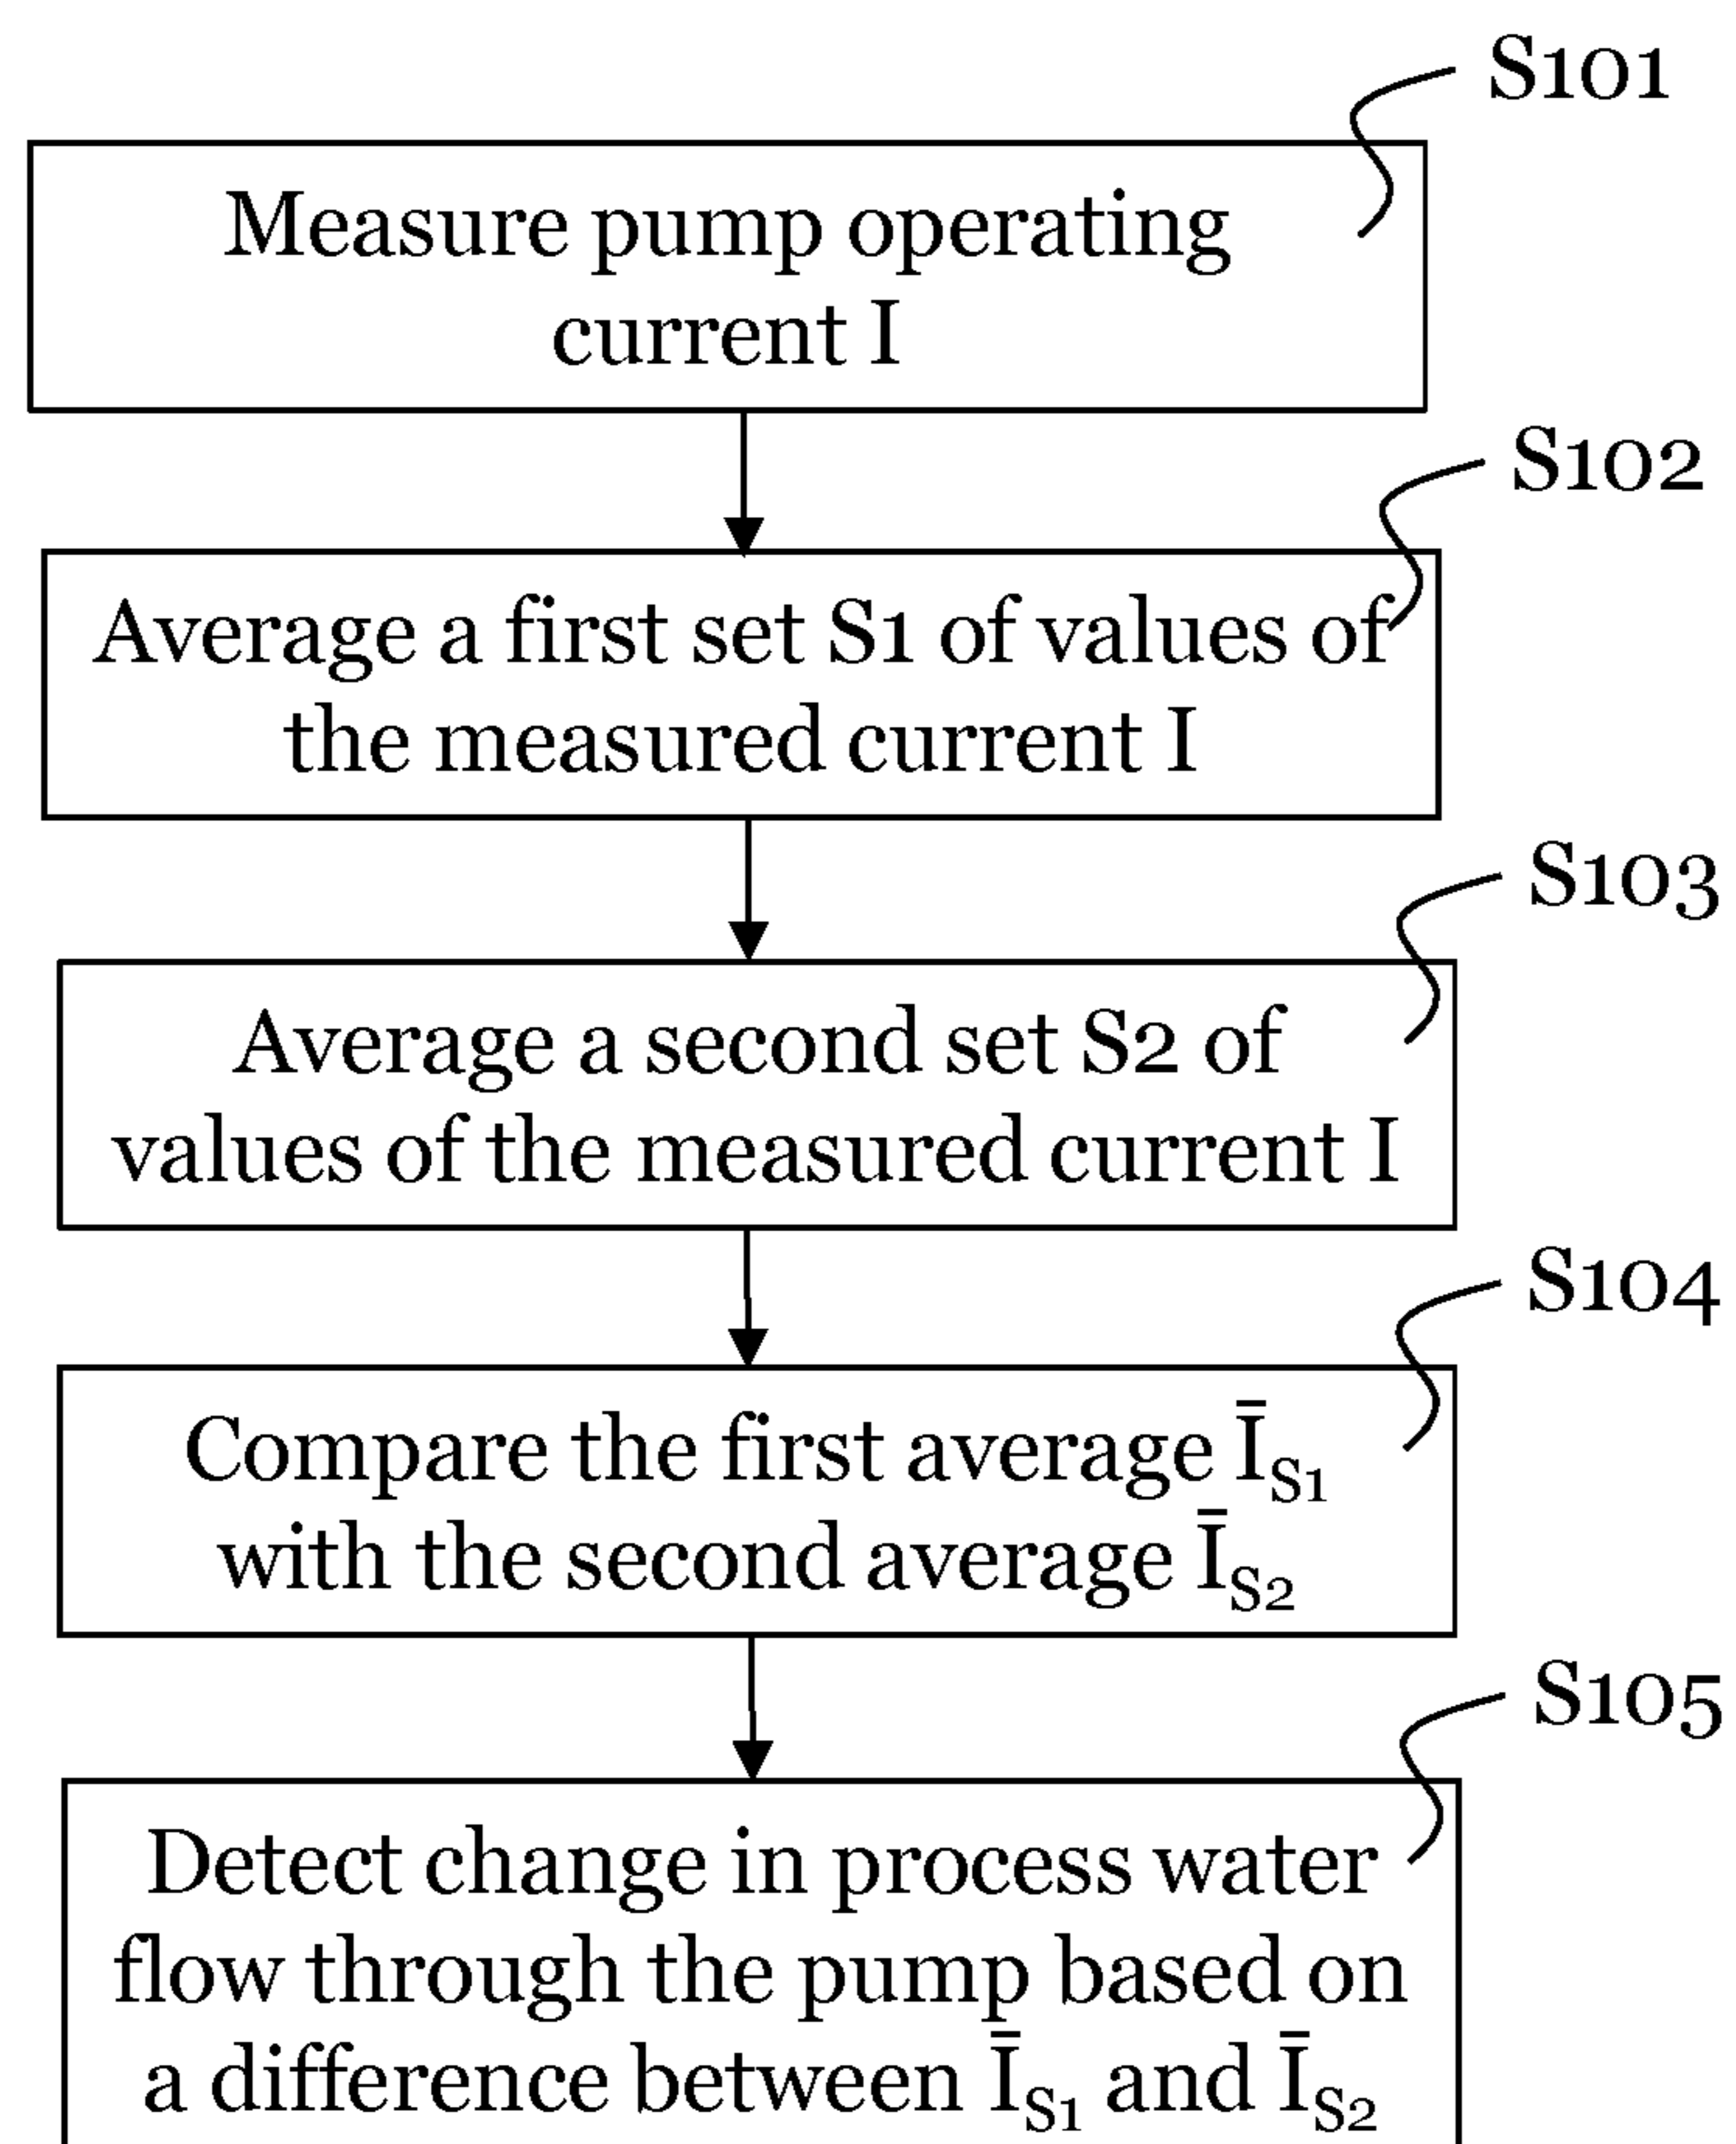 S101
Measure pump operating
current I
S102
Average a first set S1 of values of
the measured current I
S103
Average a second set S2 of
values of the measured current I
S104
Compare the first average Ī_S1
with the second average Ī_S2
S105
Detect change in process water
flow through the pump based on
a difference between Ī_S1 and Ī_S2